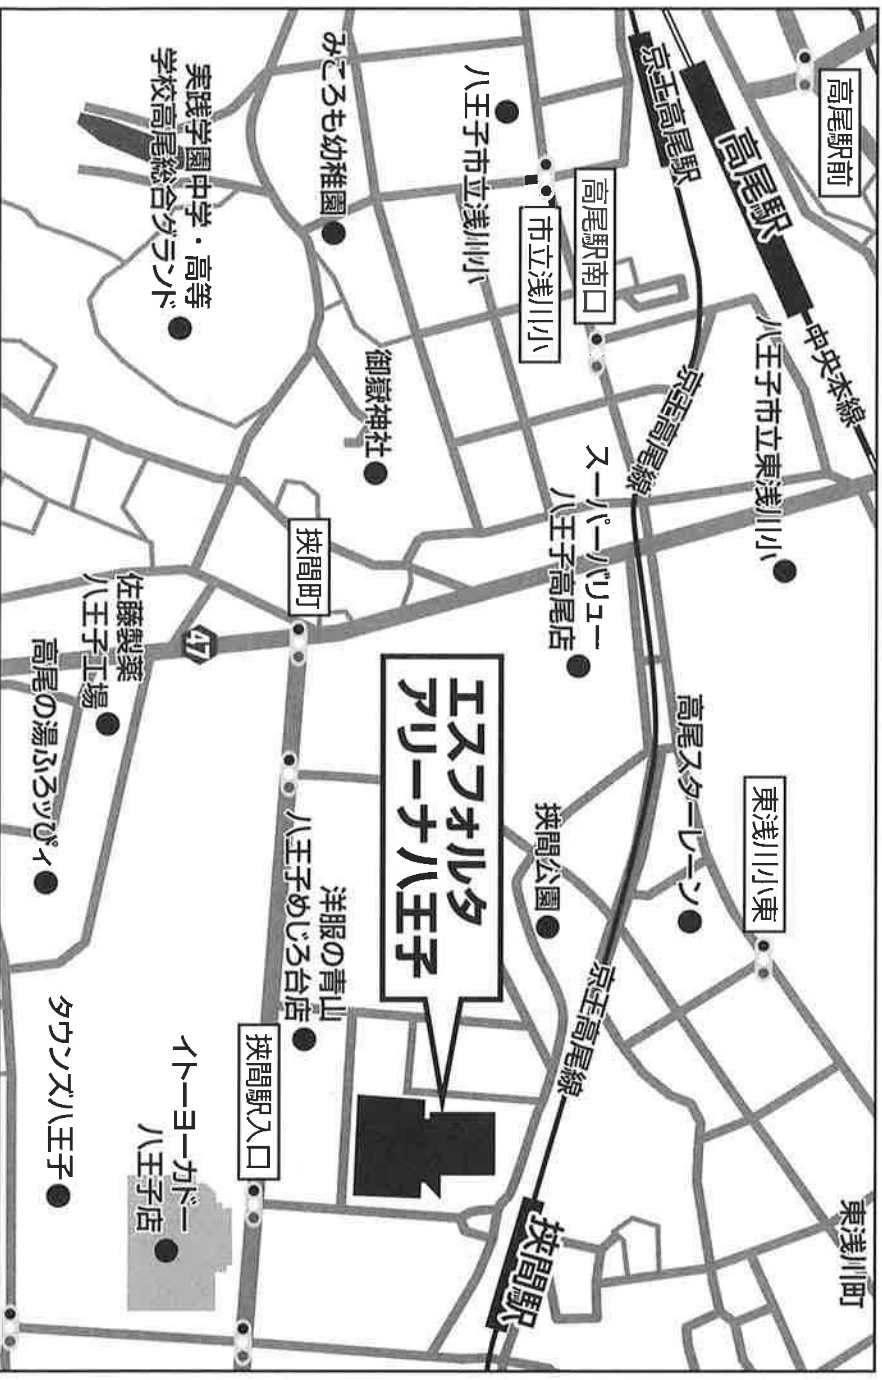 高尾駅前
高尾駅
中央本線
京王高尾駅
八王子市立東浅川小
東浅川小東
東浅川町
高尾駅南口
京王高尾線
高尾スターレーン
市立浅川小
八王子市立浅川小
スーパーバリュー
八王子高尾店
狭間公園
京王高尾線
狭間駅
みころも幼稚園
御嶽神社
エスフォルタ
アリーナ八王子
実践学園中学・高等
学校高尾総合グランド
狭間町
47
洋服の青山
八王子めじろ台店
狭間駅入口
佐藤製薬
八王子工場
高尾の湯ふろッぴィ
イトーヨーカドー
八王子店
タウンズ八王子